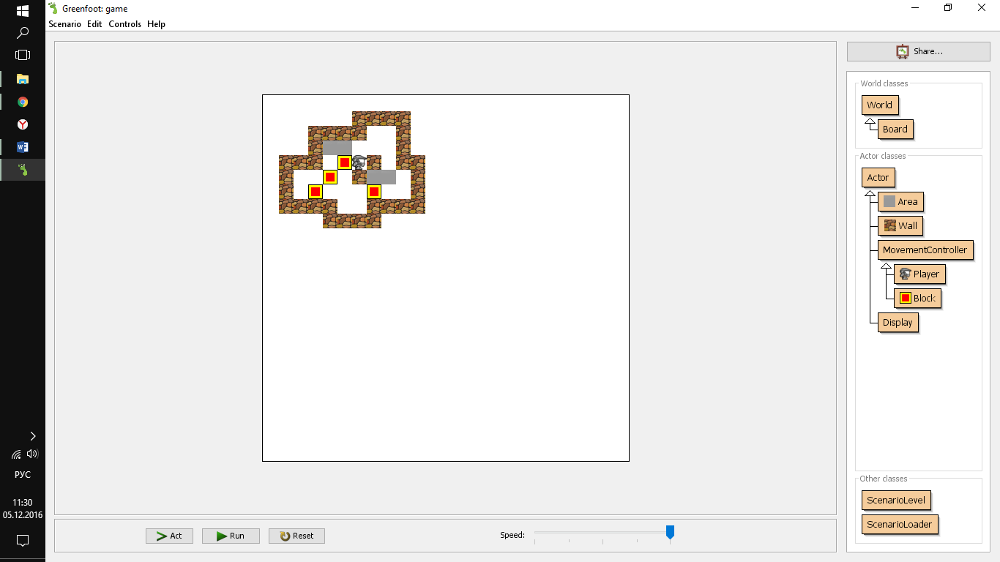 Greenfoot: game
Scenario Edit Controls Help
Share...
World classes
World
Board
Actor classes
Actor
Area
Wall
MovementController
Player
Block
Display
Other classes
ScenarioLevel
ScenarioLoader
Act
Run
Reset
Speed:
РУС
11:30
05.12.2016